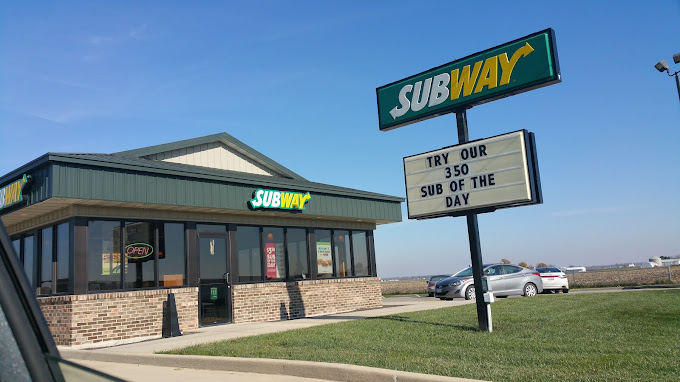 SUBWAY
TRY OUR
350
SUB OF THE
DAY
SUBWAY
OPEN